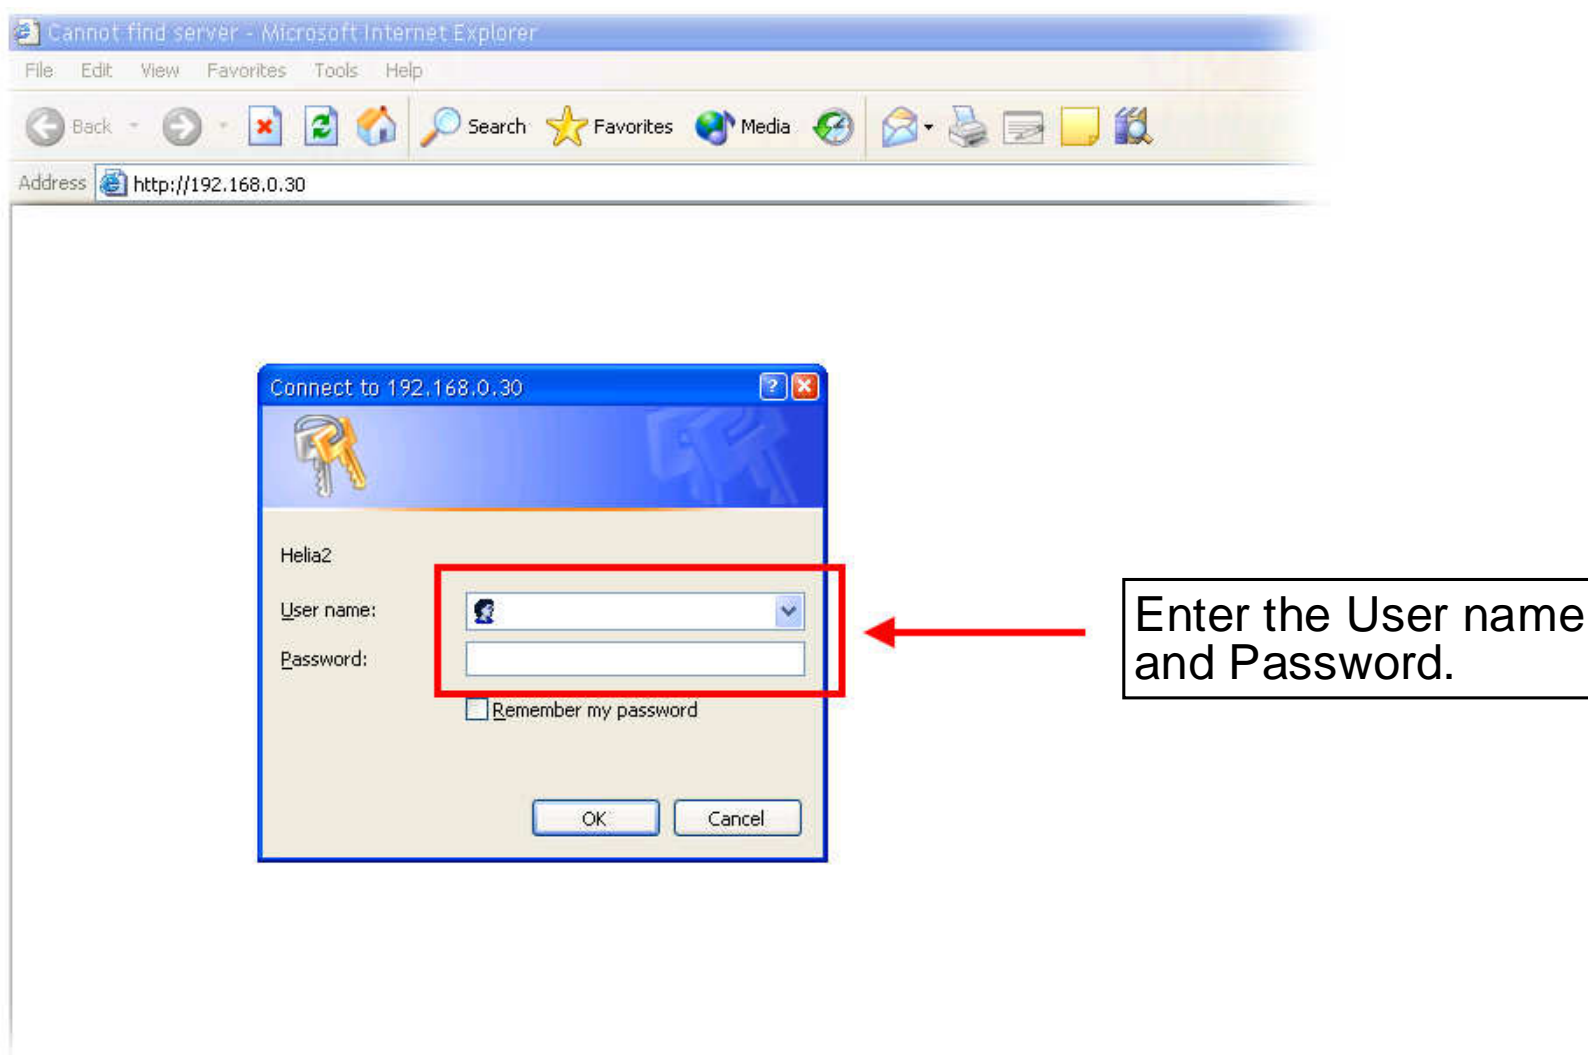 Cannot find server - Microsoft Internet Explorer
File Edit View Favorites Tools Help
Back Search Favorites Media
Address http://192.168.0.30
Connect to 192.168.0.30
Helia2
User name:
Password:
Remember my password
OK Cancel
Enter the User name
and Password.